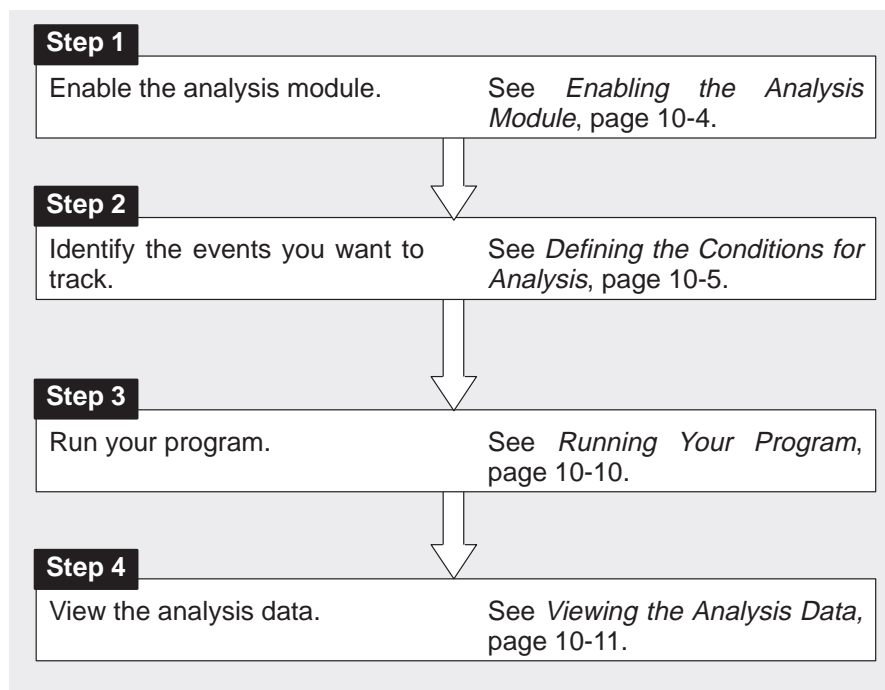 Step 1
Enable the analysis module.
See Enabling the Analysis
Module, page 10-4.
Step 2
Identify the events you want to
track.
See Defining the Conditions for
Analysis, page 10-5.
Step 3
Run your program.
See Running Your Program,
page 10-10.
Step 4
View the analysis data.
See Viewing the Analysis Data,
page 10-11.